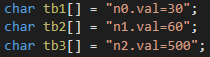 char tb1[] = "n0.val=30";
char tb2[] = "n1.val=60";
char tb3[] = "n2.val=500";